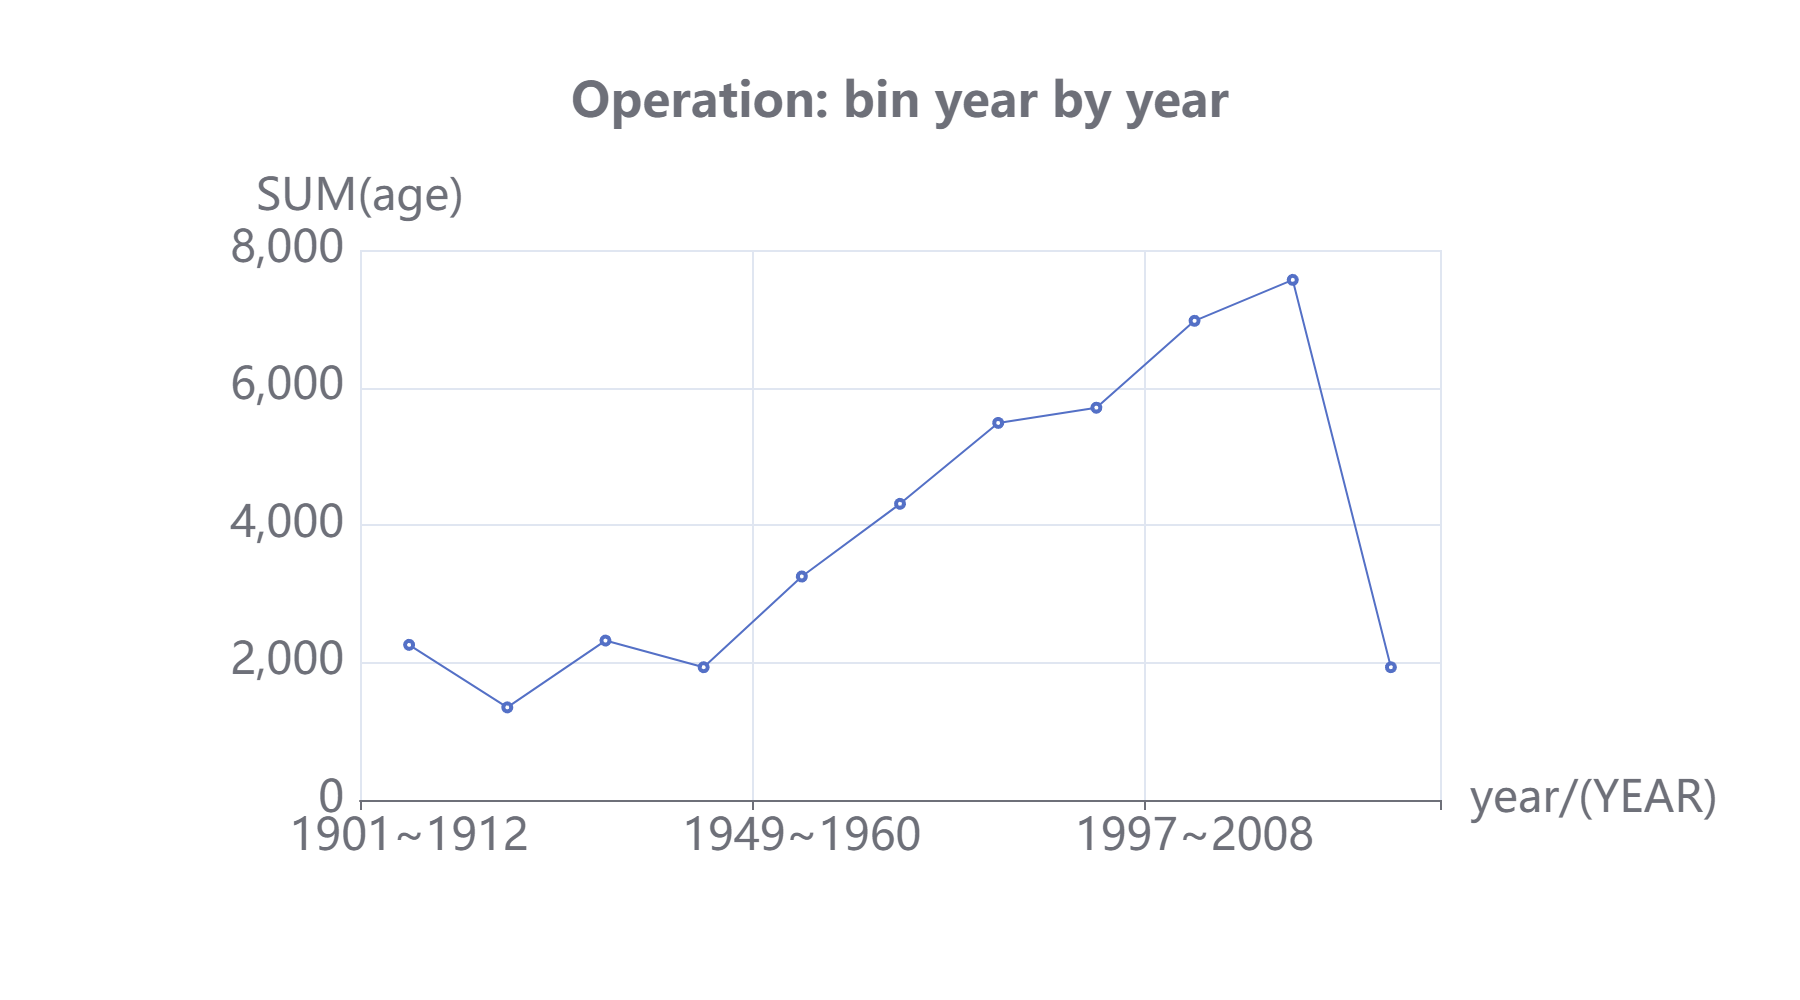 Operation: bin year by year
SUM(age)
8,000
6,000
4,000
2,000
0
year/(YEAR)
1901~1912
1949~1960
1997~2008